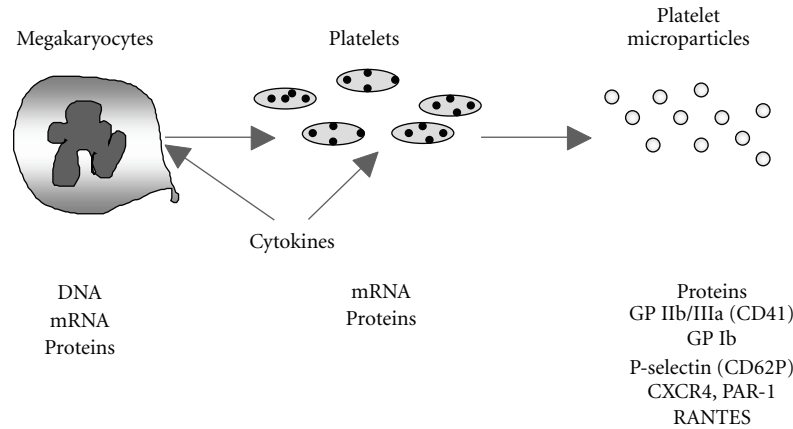 Megakaryocytes
Platelets
Platelet
microparticles
Cytokines
DNA
mRNA
Proteins
mRNA
Proteins
Proteins
GP IIb/IIIa (CD41)
GP Ib
P-selectin (CD62P)
CXCR4, PAR-1
RANTES